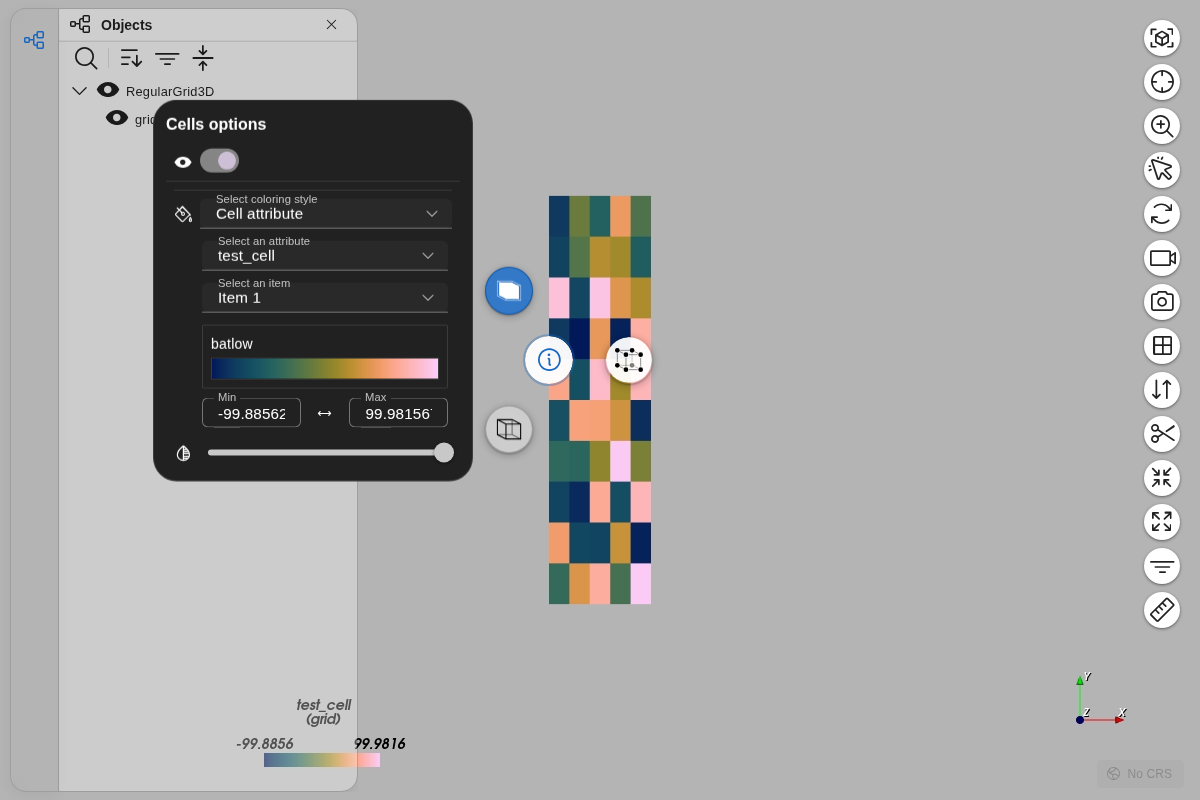 Objects
RegularGrid3D
grid
Cells options
Select coloring style
Cell attribute
Select an attribute
test_cell
Select an item
Item 1
batlow
Min
-99.88562
Max
99.98156
test_cell
(grid)
-99.8856
99.9816
Y
Z
X
No CRS